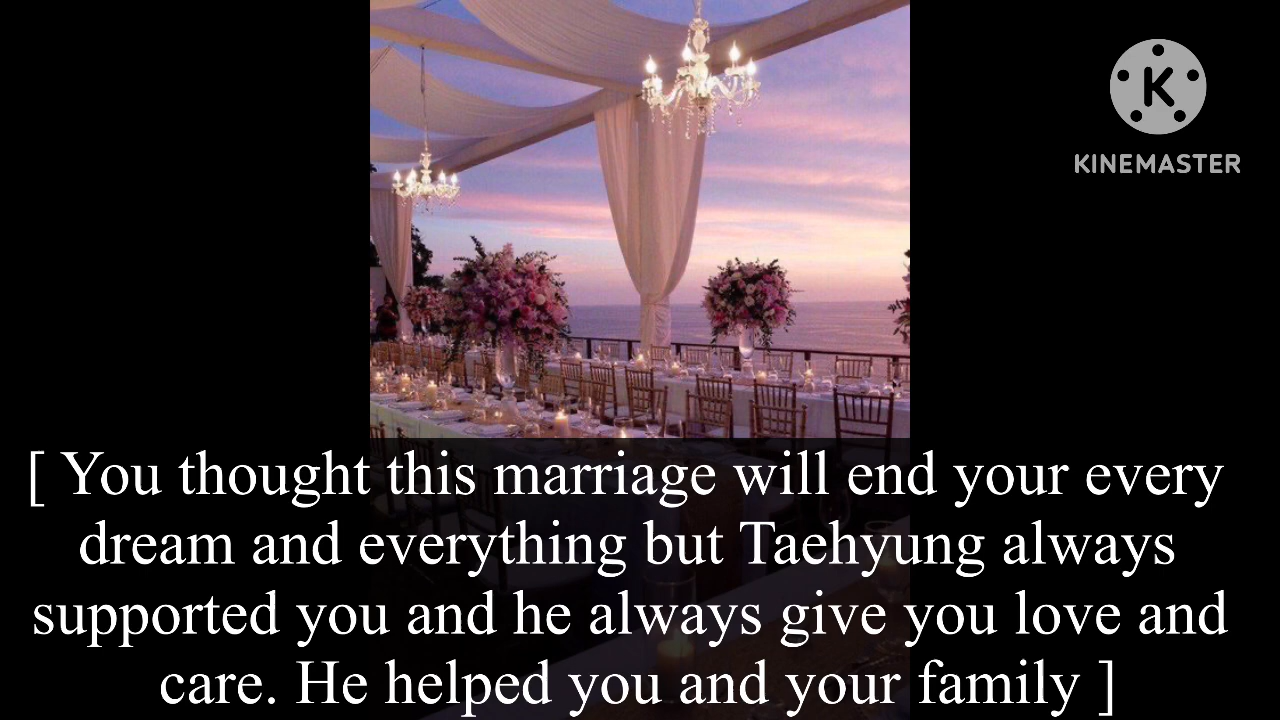 KINEMASTER
[ You thought this marriage will end your every
dream and everything but Taehyung always
supported you and he always give you love and
care. He helped you and your family ]